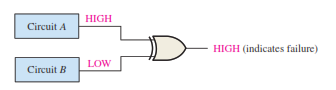 HIGH
Circuit A
HIGH (indicates failure)
LOW
Circuit B